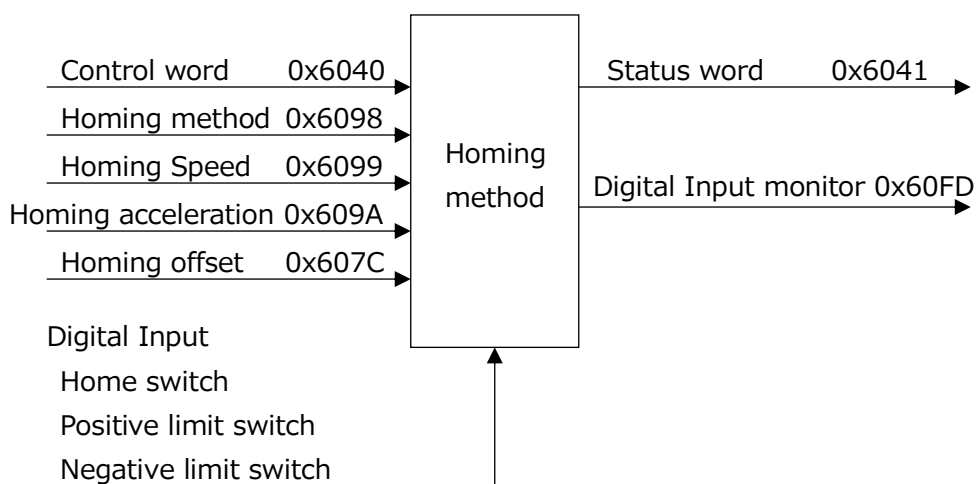 Control word 0x6040
Homing method 0x6098
Homing Speed 0x6099
Homing acceleration 0x609A
Homing offset 0x607C
Digital Input
Home switch
Positive limit switch
Negative limit switch
Homing
method
Status word 0x6041
Digital Input monitor 0x60FD